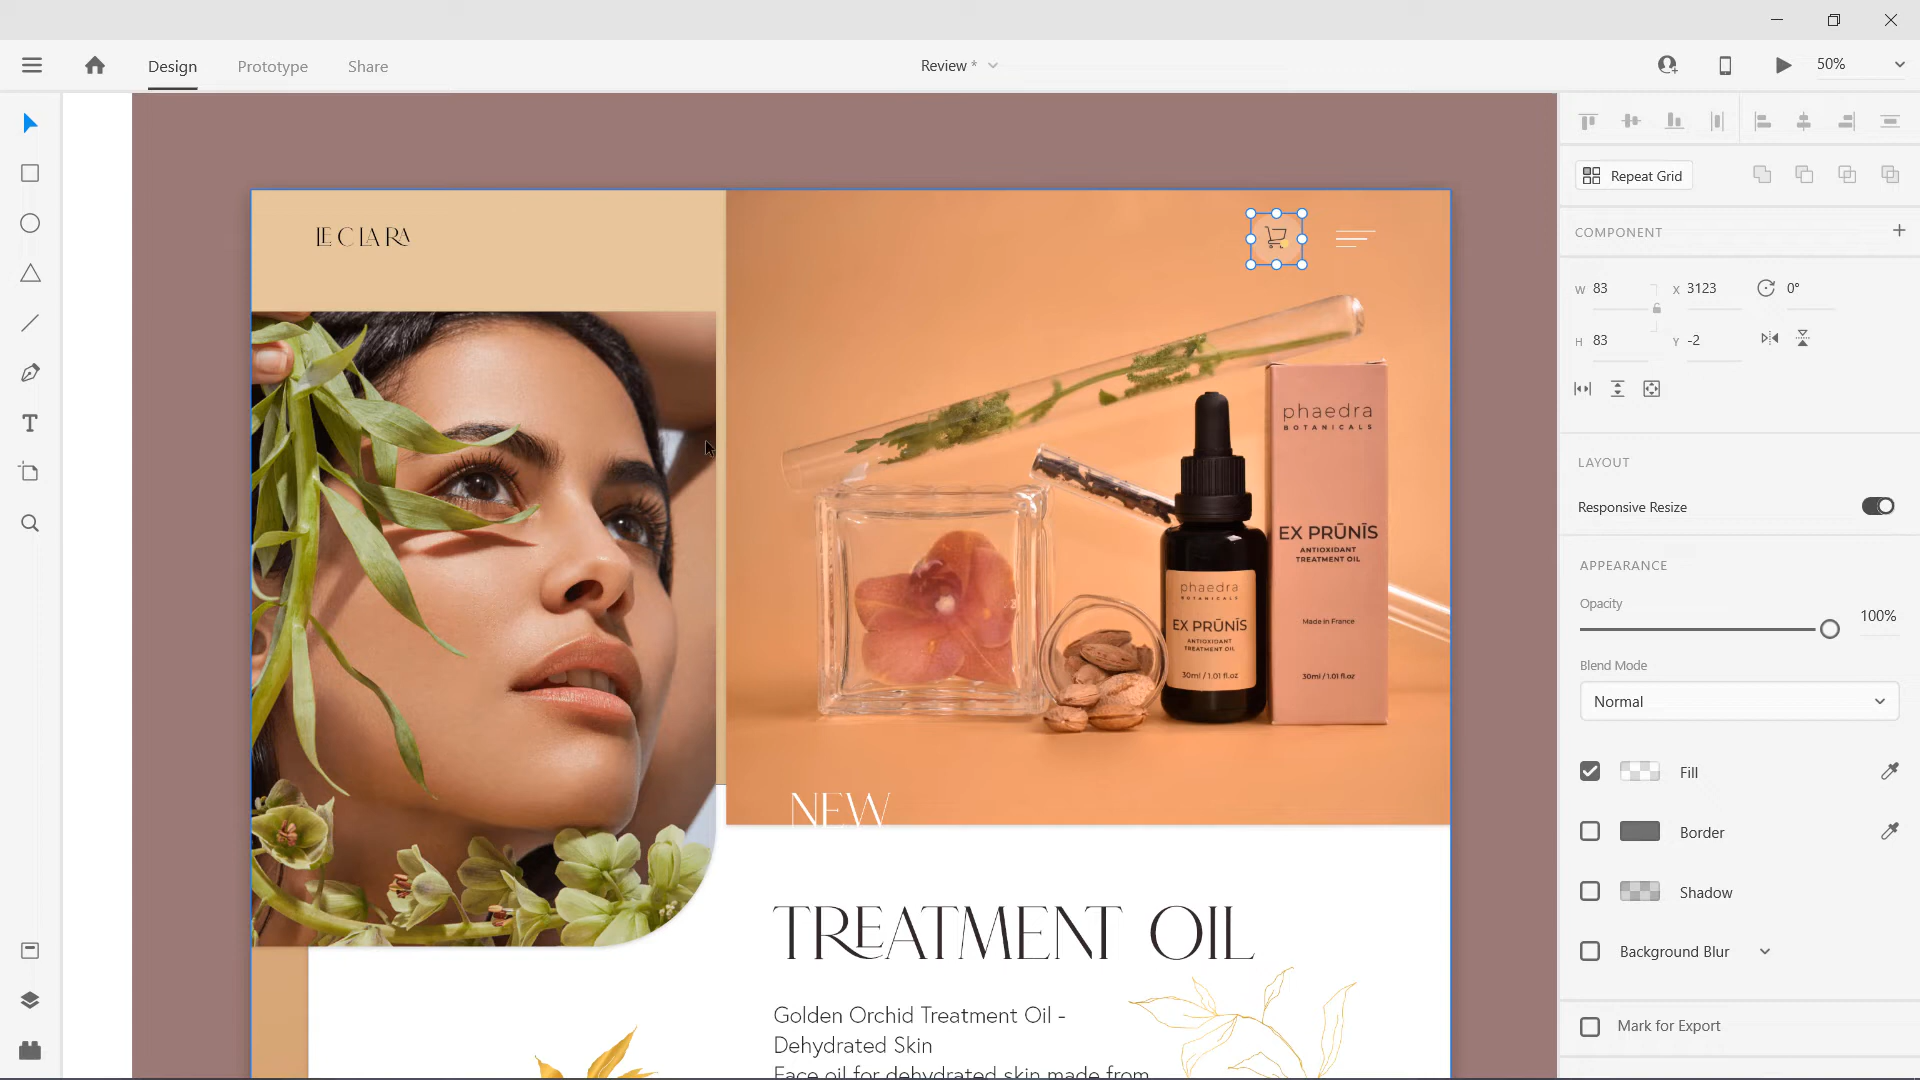 Design
Prototype
Share
Review *
50%
Repeat Grid
COMPONENT
W 83
X 3123
0°
H 83
Y -2
LAYOUT
Responsive Resize
APPEARANCE
Opacity
100%
Blend Mode
Normal
Fill
Border
Shadow
Background Blur
Mark for Export
LE CLARA
phaedra
BOTANICALS
EX PRŪNĪS
ANTIOXIDANT
TREATMENT OIL
Made in France
30ml / 1.01 fl.oz
phaedra
BOTANICALS
EX PRŪNĪS
ANTIOXIDANT
TREATMENT OIL
30ml / 1.01 fl.oz
NEW
TREATMENT OIL
Golden Orchid Treatment Oil -
Dehydrated Skin
Face oil for dehydrated skin made from